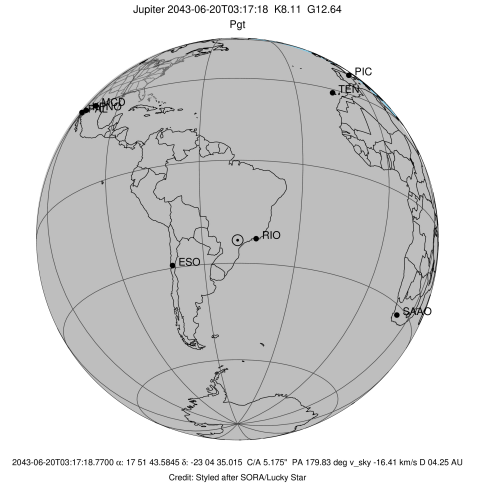 Jupiter 2043-06-20T03:17:18 K8.11 G12.64
Pgt
PIC
TEN
MCD
RIO
ESO
SAAO
2043-06-20T03:17:18.7700 α: 17 51 43.5845 δ: -23 04 35.015 C/A 5.175" PA 179.83 deg v_sky -16.41 km/s D 04.25 AU
Credit: Styled after SORA/Lucky Star